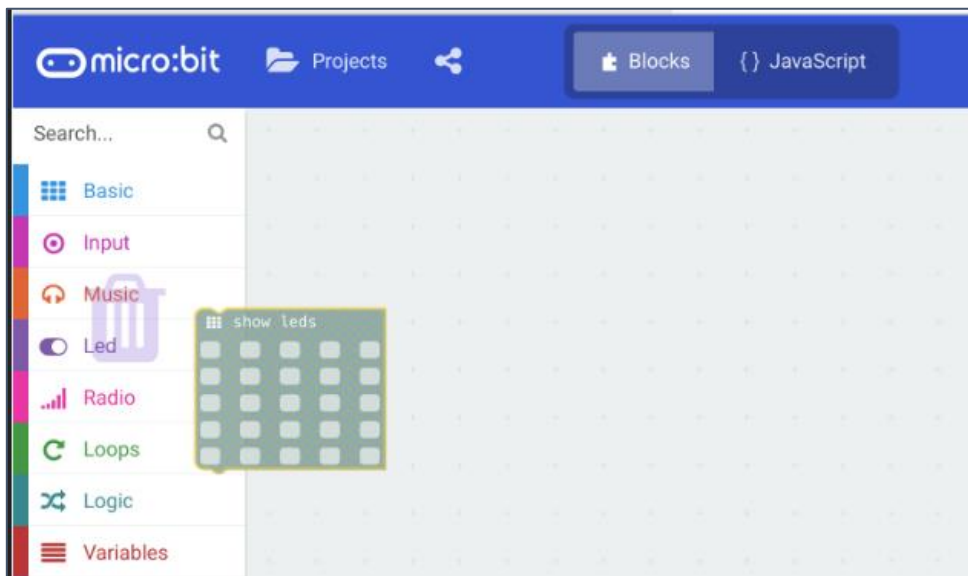 micro:bit Projects Blocks { } JavaScript
Search...
Basic
Input
Music
show leds
Led
Radio
Loops
Logic
Variables